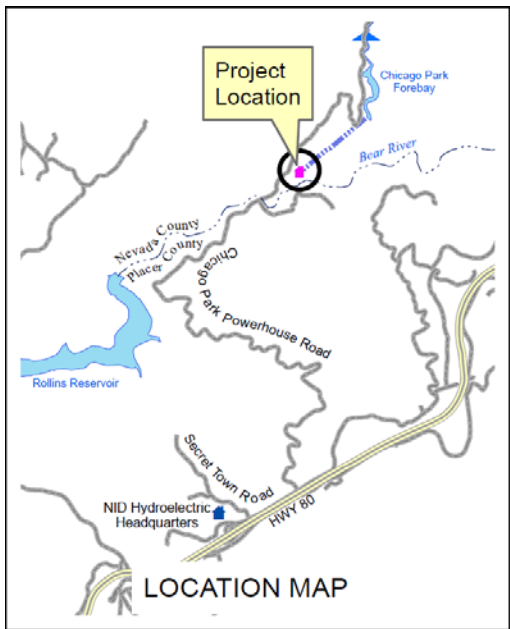 Project
Location
Chicago Park
Forebay
Bear River
Nevada County
Placer County
Chicago Park Powerhouse Road
Rollins Reservoir
Secret Town Road
NID Hydroelectric
Headquarters
HWY 80
LOCATION MAP